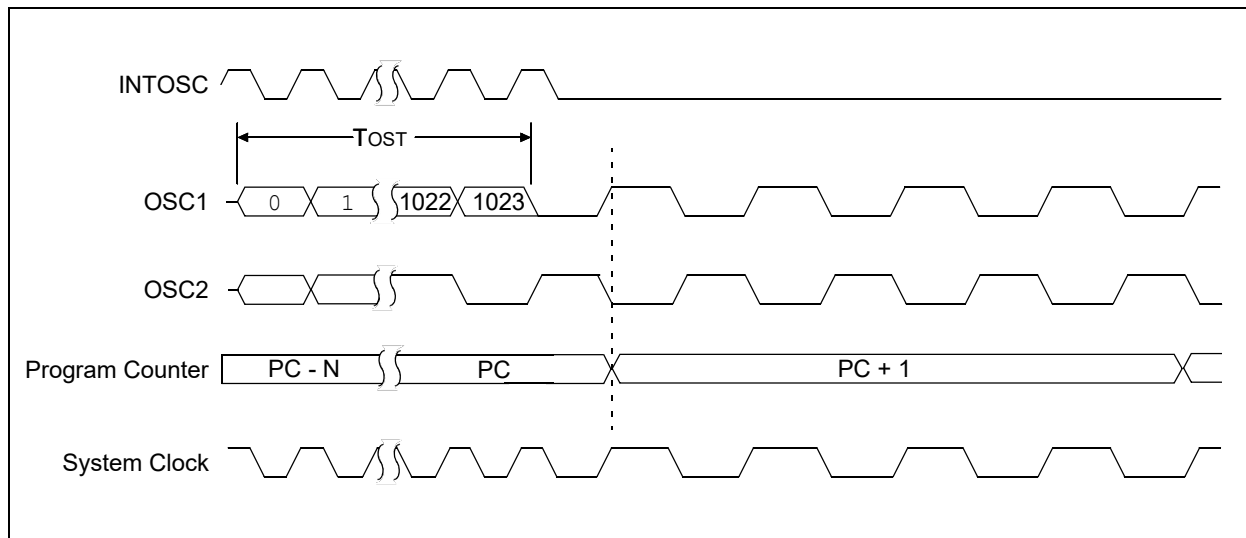 INTOSC
TOST
OSC1
0 1 1022 1023
OSC2
Program Counter
PC - N PC PC + 1
System Clock